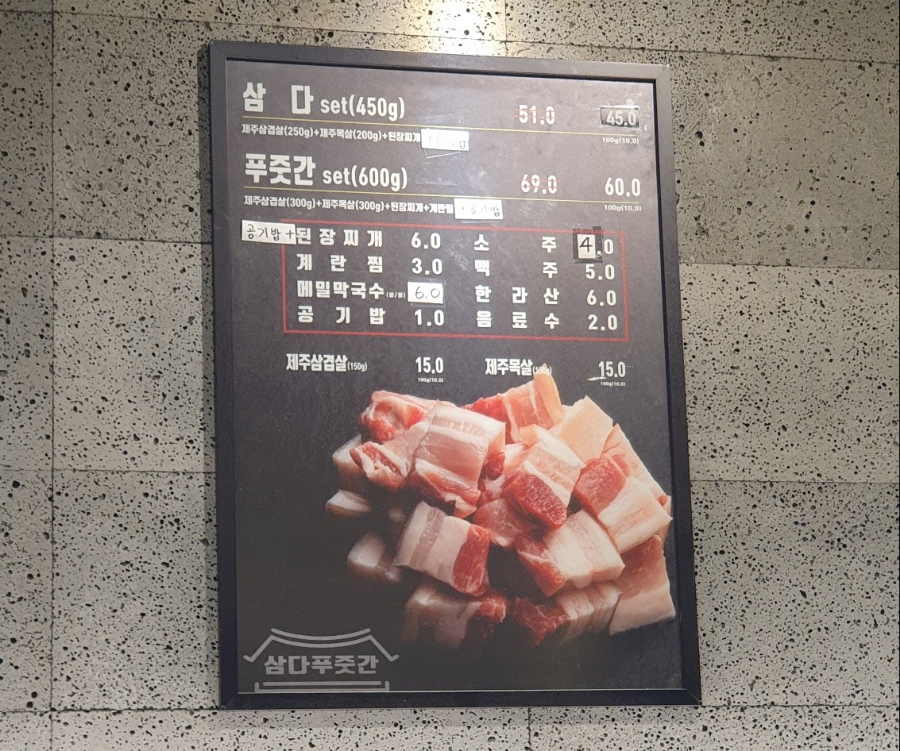 삼 다 set(450g) 51.0 45.0
제주삼겹살(250g)+제주목살(200g)+된장찌개
100g(10.0)
푸줏간 set(600g) 69.0 60.0
제주삼겹살(300g)+제주목살(300g)+된장찌개+계란찜 +공기밥
100g(10.0)
공기밥+된장찌개 6.0 소 주 4.0
계란찜 3.0 맥 주 5.0
메밀막국수 6.0 한라산 6.0
공기밥 1.0 음료수 2.0
제주삼겹살(150g) 15.0 제주목살(150g) 15.0
100g(10.0) 100g(10.0)
삼다푸줏간